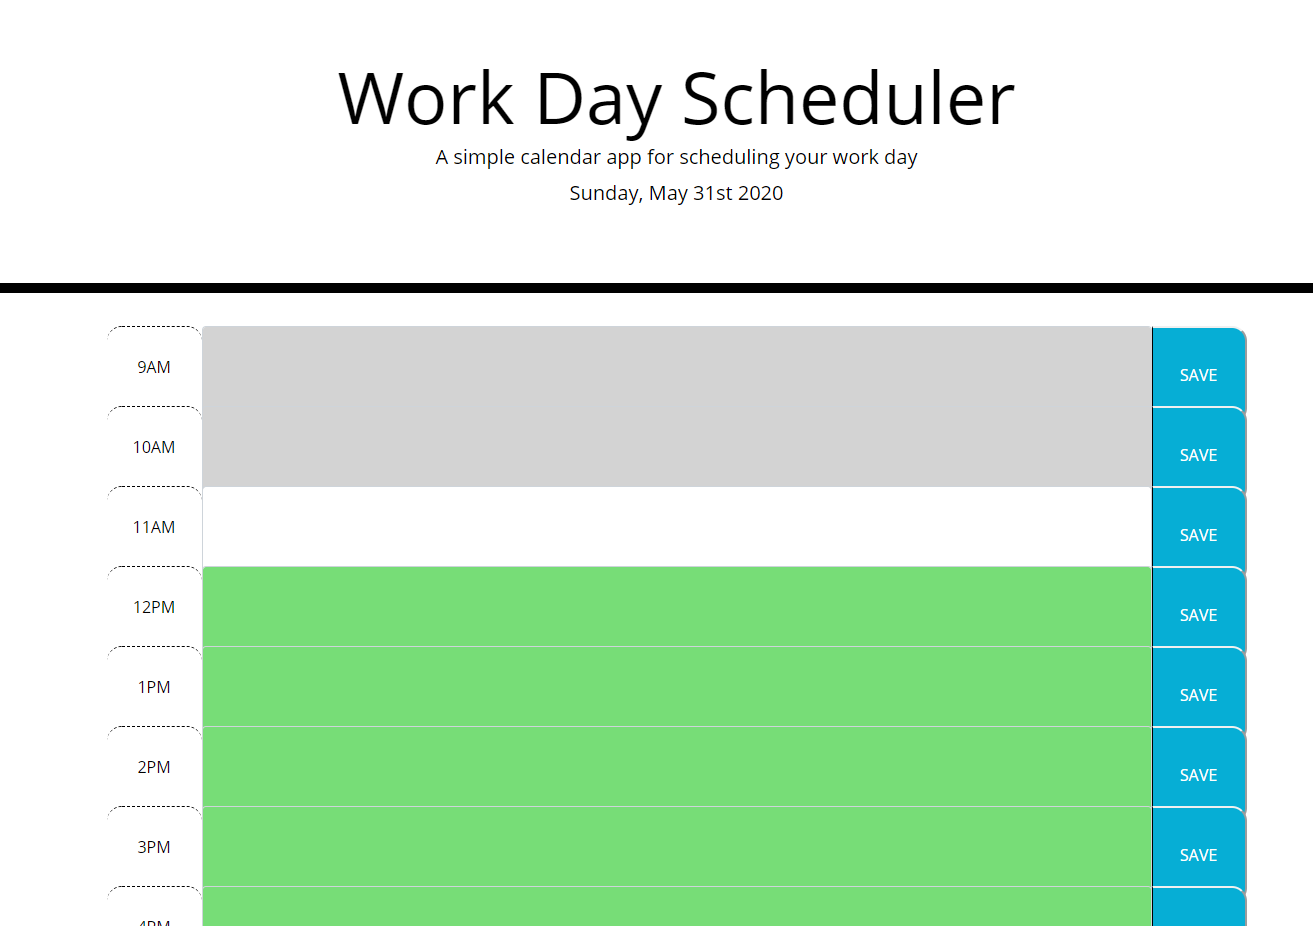 Work Day Scheduler
A simple calendar app for scheduling your work day
Sunday, May 31st 2020
9AM SAVE
10AM SAVE
11AM SAVE
12PM SAVE
1PM SAVE
2PM SAVE
3PM SAVE
4PM